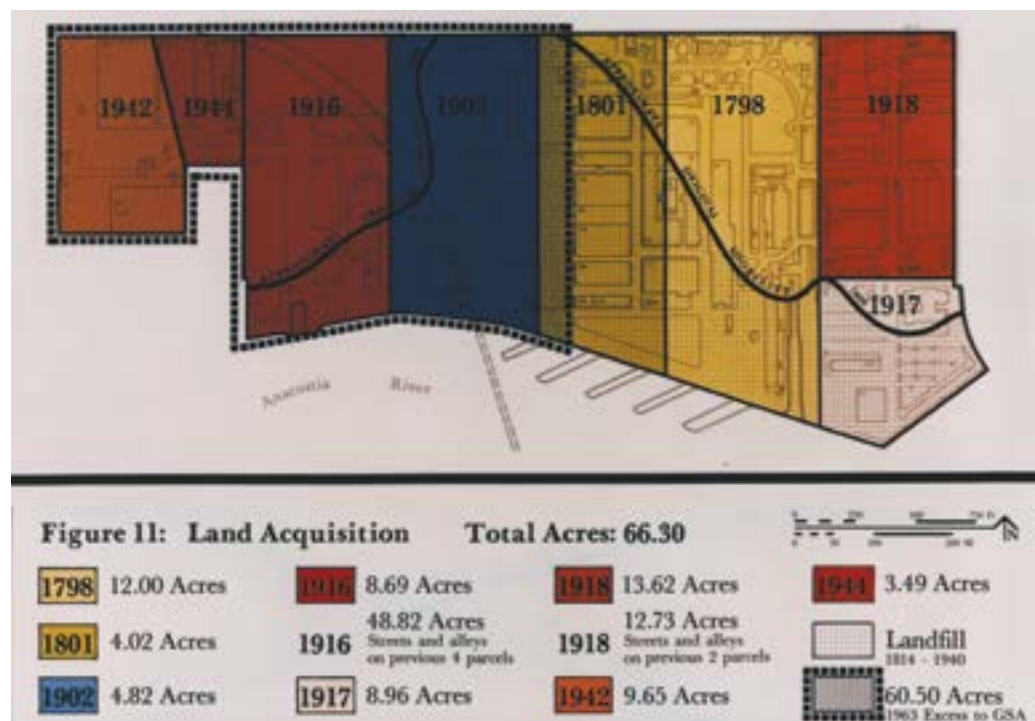 1942
1944
1916
1902
1801
1798
1918
1917
Anacostia River
Figure 11: Land Acquisition Total Acres: 66.30
1798 12.00 Acres
1801 4.02 Acres
1902 4.82 Acres
1916 8.69 Acres
48.82 Acres
1916 Streets and alleys
on previous 4 parcels
1917 8.96 Acres
1918 13.62 Acres
12.73 Acres
1918 Streets and alleys
on previous 2 parcels
1942 9.65 Acres
1944 3.49 Acres
Landfill
1814 - 1940
60.50 Acres
1963 Excess to GSA
N